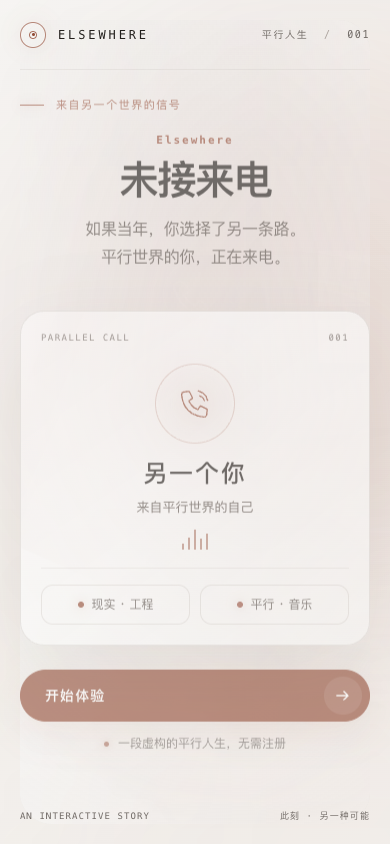 ELSEWHERE
平行人生 / 001
来自另一个世界的信号
Elsewhere
未接来电
如果当年，你选择了另一条路。
平行世界的你，正在来电。
PARALLEL CALL
001
另一个你
来自平行世界的自己
现实 · 工程
平行 · 音乐
开始体验
一段虚构的平行人生，无需注册
AN INTERACTIVE STORY
此刻 · 另一种可能